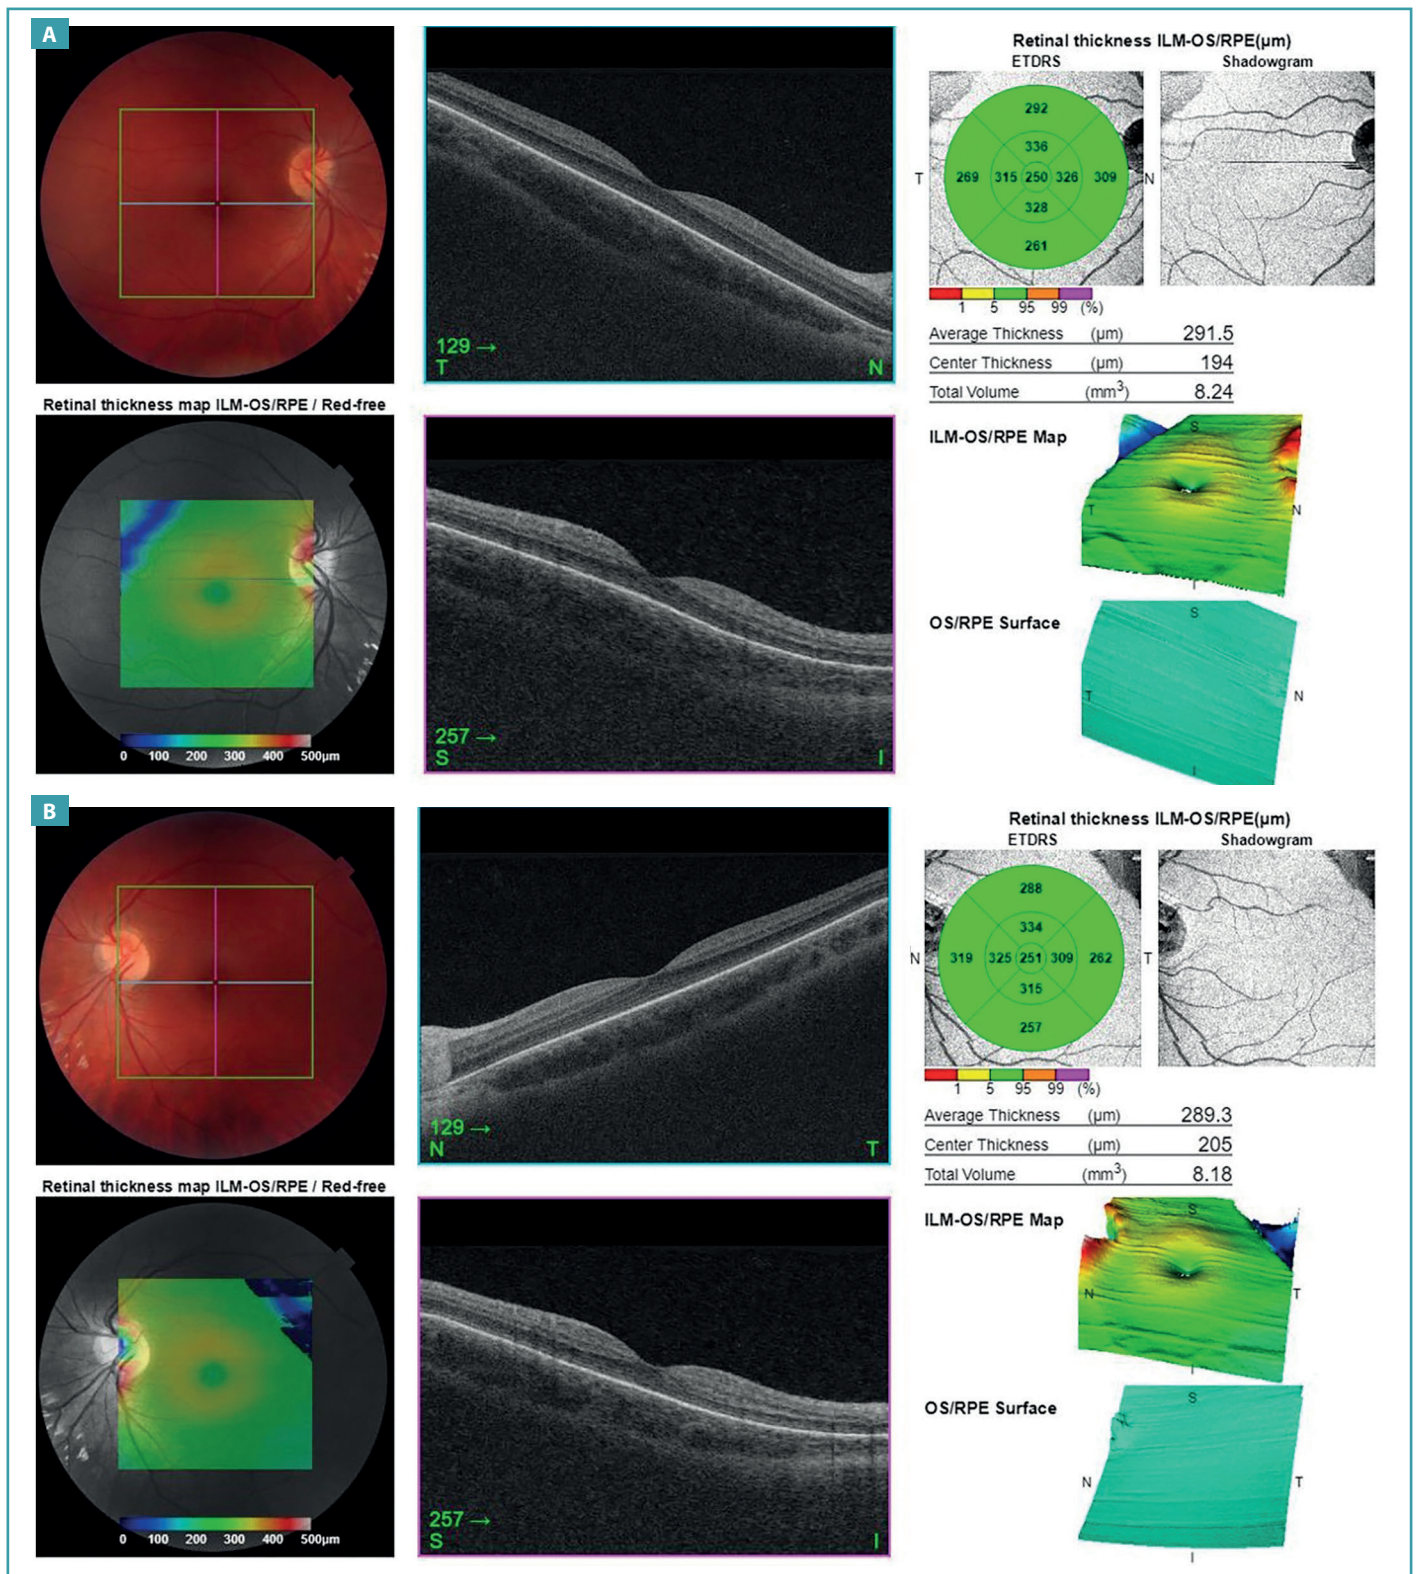 A
Retinal thickness ILM-OS/RPE(µm)
ETDRS
Shadowgram
292
336
T
269
315
250
326
309
N
328
261
1
5
95
99
(%)
129 →
T
N
Average Thickness (µm) 291.5
Center Thickness (µm) 194
Total Volume (mm³) 8.24
Retinal thickness map ILM-OS/RPE / Red-free
0 100 200 300 400 500µm
257 →
S
I
ILM-OS/RPE Map
S
T
N
I
OS/RPE Surface
S
T
N
I
B
Retinal thickness ILM-OS/RPE(µm)
ETDRS
Shadowgram
288
334
N
319
325
251
309
262
T
315
257
1
5
95
99
(%)
129 →
N
T
Average Thickness (µm) 289.3
Center Thickness (µm) 205
Total Volume (mm³) 8.18
Retinal thickness map ILM-OS/RPE / Red-free
0 100 200 300 400 500µm
257 →
S
I
ILM-OS/RPE Map
S
N
T
I
OS/RPE Surface
S
N
T
I